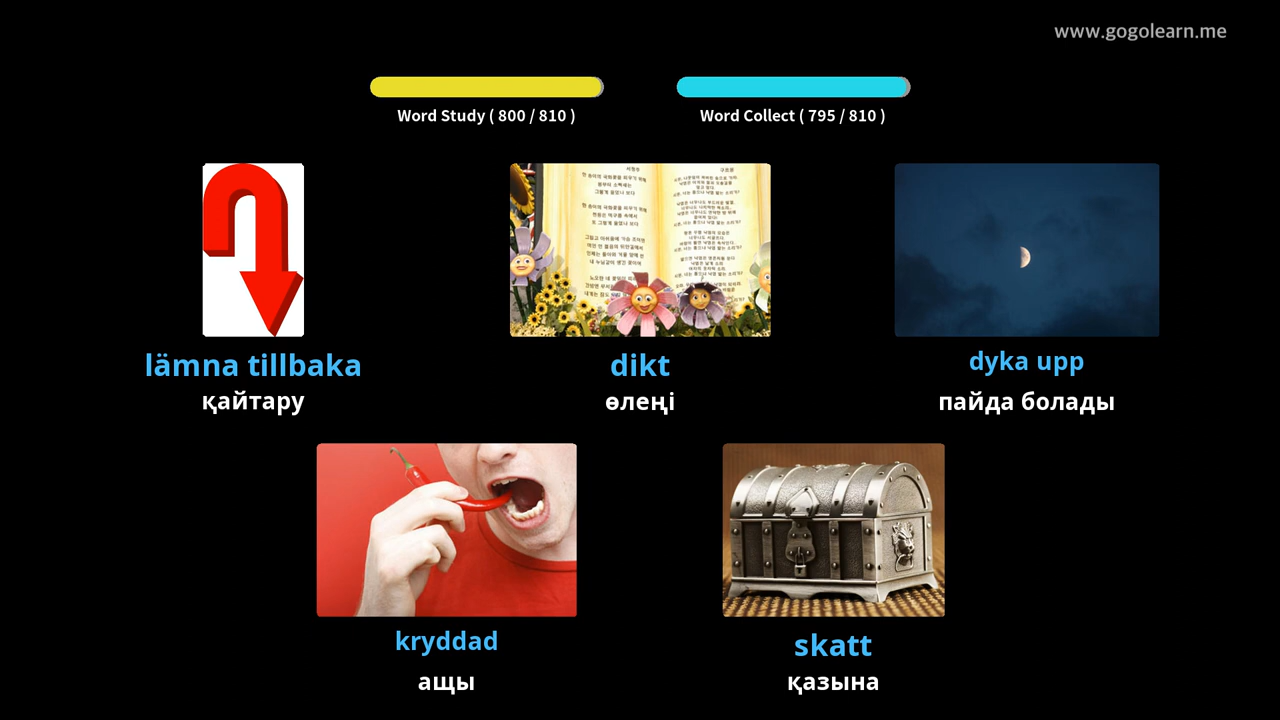 www.gogolearn.me
Word Study ( 800 / 810 )
Word Collect ( 795 / 810 )
lämna tillbaka
dikt
dyka upp
қайтару
өлеңі
пайда болады
kryddad
skatt
ащы
қазына